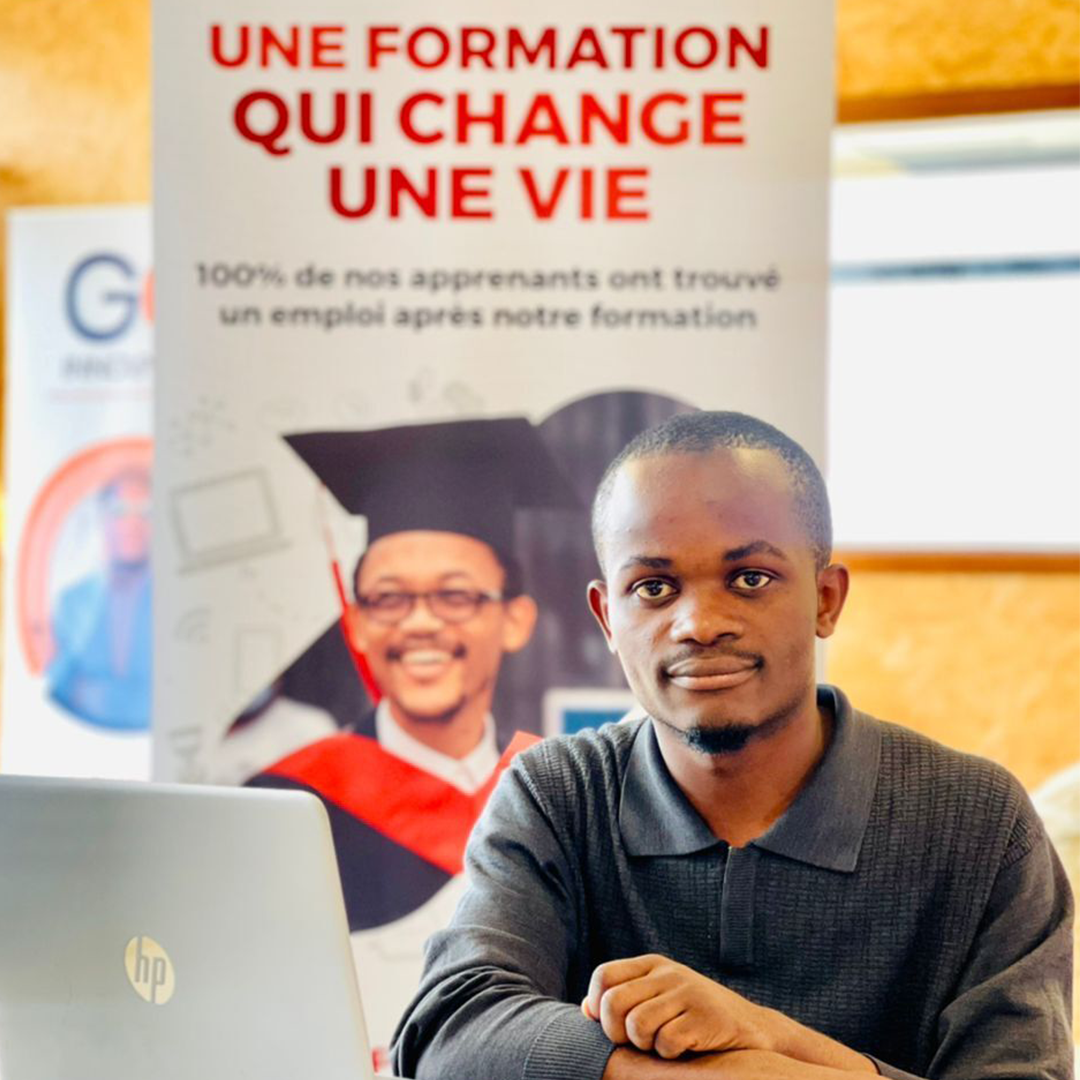 UNE FORMATION
QUI CHANGE
UNE VIE
100% de nos apprenants ont trouvé
un emploi après notre formation
hp